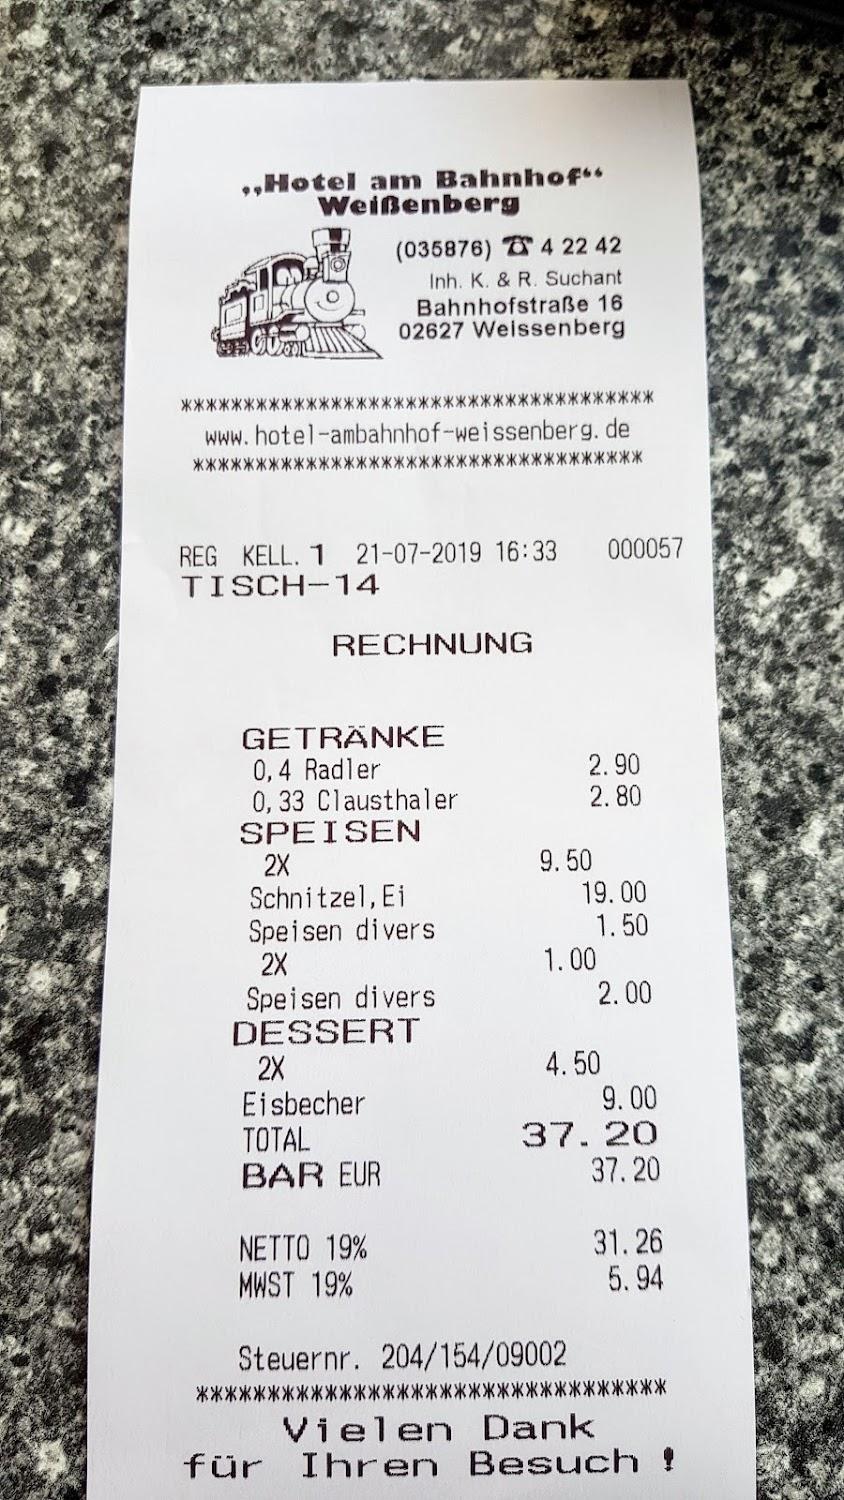 „Hotel am Bahnhof“
Weißenberg
(035876) ☎ 4 22 42
Inh. K. & R. Suchant
Bahnhofstraße 16
02627 Weissenberg
**************************************
www.hotel-ambahnhof-weissenberg.de
************************************
REG KELL. 1 21-07-2019 16:33 000057
TISCH-14
RECHNUNG
GETRÄNKE
0,4 Radler 2.90
0,33 Clausthaler 2.80
SPEISEN
2X 9.50
Schnitzel,Ei 19.00
Speisen divers 1.50
2X 1.00
Speisen divers 2.00
DESSERT
2X 4.50
Eisbecher 9.00
TOTAL 37.20
BAR EUR 37.20
NETTO 19% 31.26
MWST 19% 5.94
Steuernr. 204/154/09002
**********************************
Vielen Dank
für Ihren Besuch !